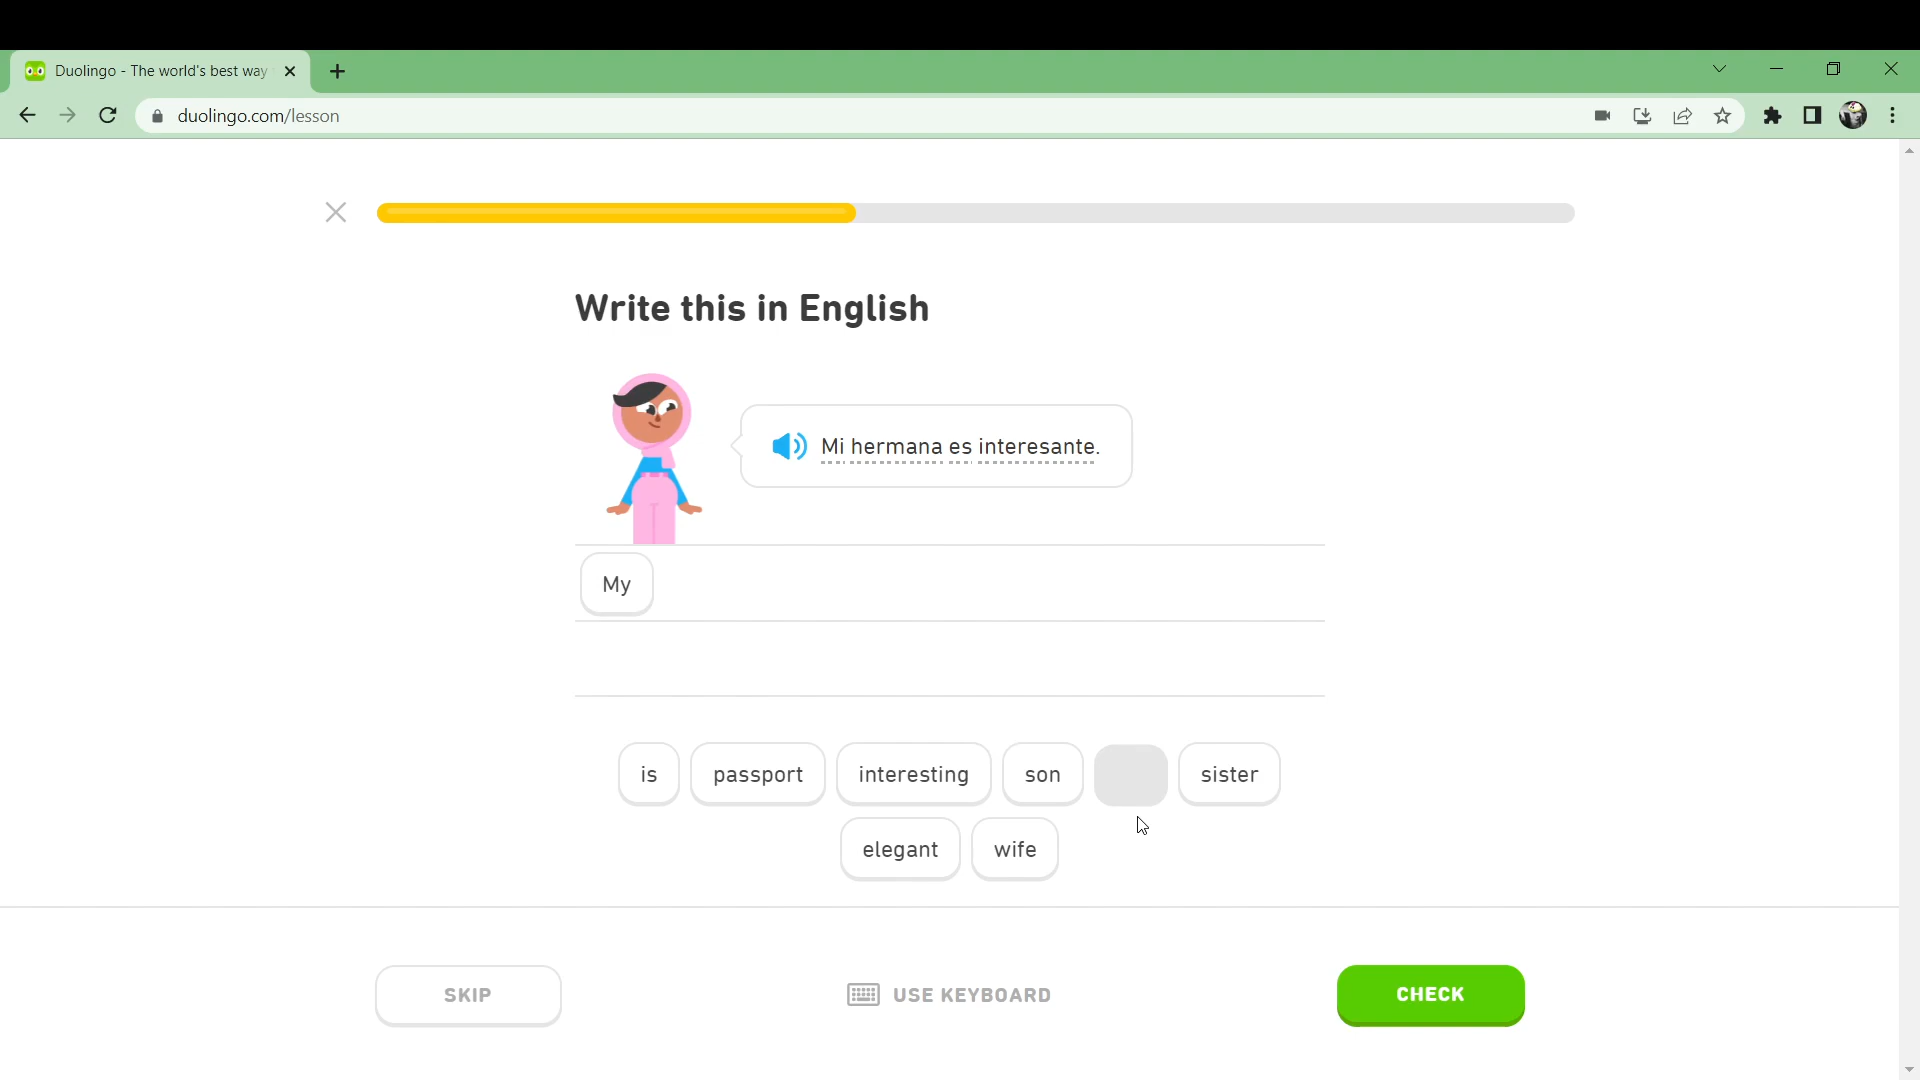 Duolingo - The world's best way
duolingo.com/lesson
Write this in English
Mi hermana es interesante.
My
is passport interesting son sister
elegant wife
SKIP USE KEYBOARD CHECK